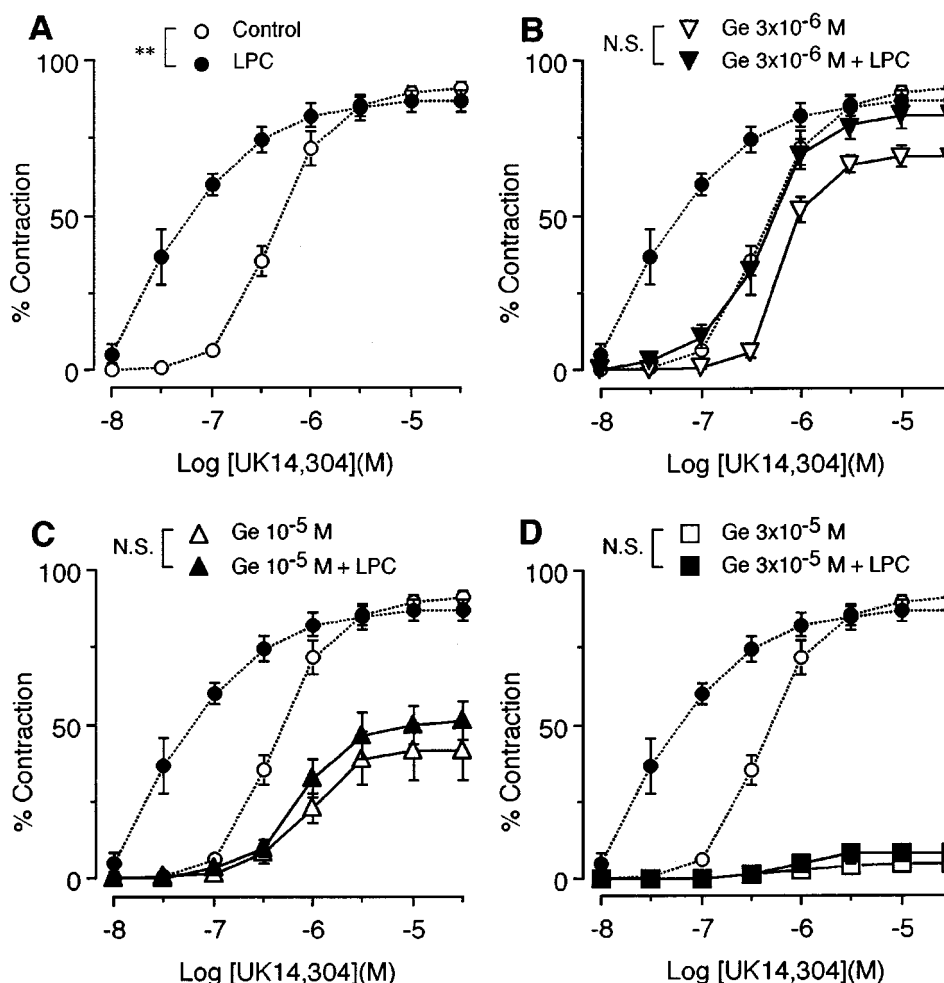 A
** Control
LPC
100
50
0
% Contraction
-8 -7 -6 -5
Log [UK14,304](M)
B
N.S. Ge 3x10⁻⁶ M
Ge 3x10⁻⁶ M + LPC
100
50
0
% Contraction
-8 -7 -6 -5
Log [UK14,304](M)
C
N.S. Ge 10⁻⁵ M
Ge 10⁻⁵ M + LPC
100
50
0
% Contraction
-8 -7 -6 -5
Log [UK14,304](M)
D
N.S. Ge 3x10⁻⁵ M
Ge 3x10⁻⁵ M + LPC
100
50
0
% Contraction
-8 -7 -6 -5
Log [UK14,304](M)